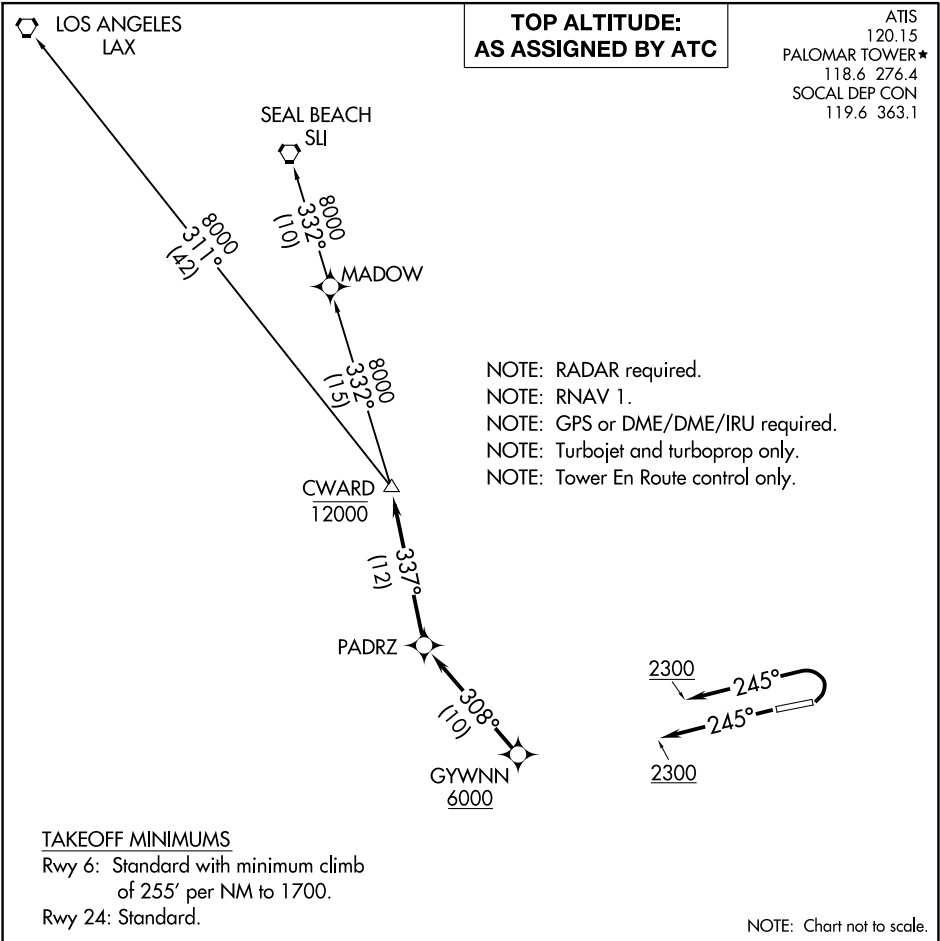 LOS ANGELES
LAX
TOP ALTITUDE:
AS ASSIGNED BY ATC
ATIS
120.15
PALOMAR TOWER★
118.6 276.4
SOCAL DEP CON
119.6 363.1
SEAL BEACH
SLI
8000
332°
(10)
8000
311°
(42)
MADOW
8000
332°
(15)
NOTE: RADAR required.
NOTE: RNAV 1.
NOTE: GPS or DME/DME/IRU required.
NOTE: Turbojet and turboprop only.
NOTE: Tower En Route control only.
CWARD
12000
337°
(12)
PADRZ
308°
(10)
GYWNN
6000
2300
245°
245°
2300
TAKEOFF MINIMUMS
Rwy 6: Standard with minimum climb
of 255' per NM to 1700.
Rwy 24: Standard.
NOTE: Chart not to scale.